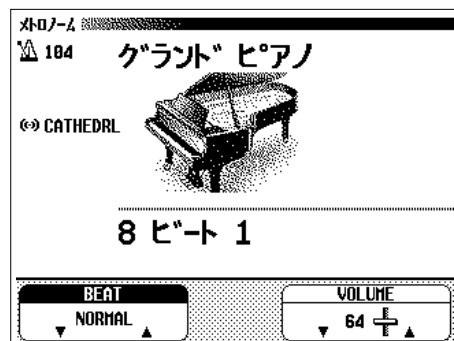 メトロノーム
104
グランド ピアノ
CATHEDRL
8 ビート 1
BEAT
NORMAL
VOLUME
64